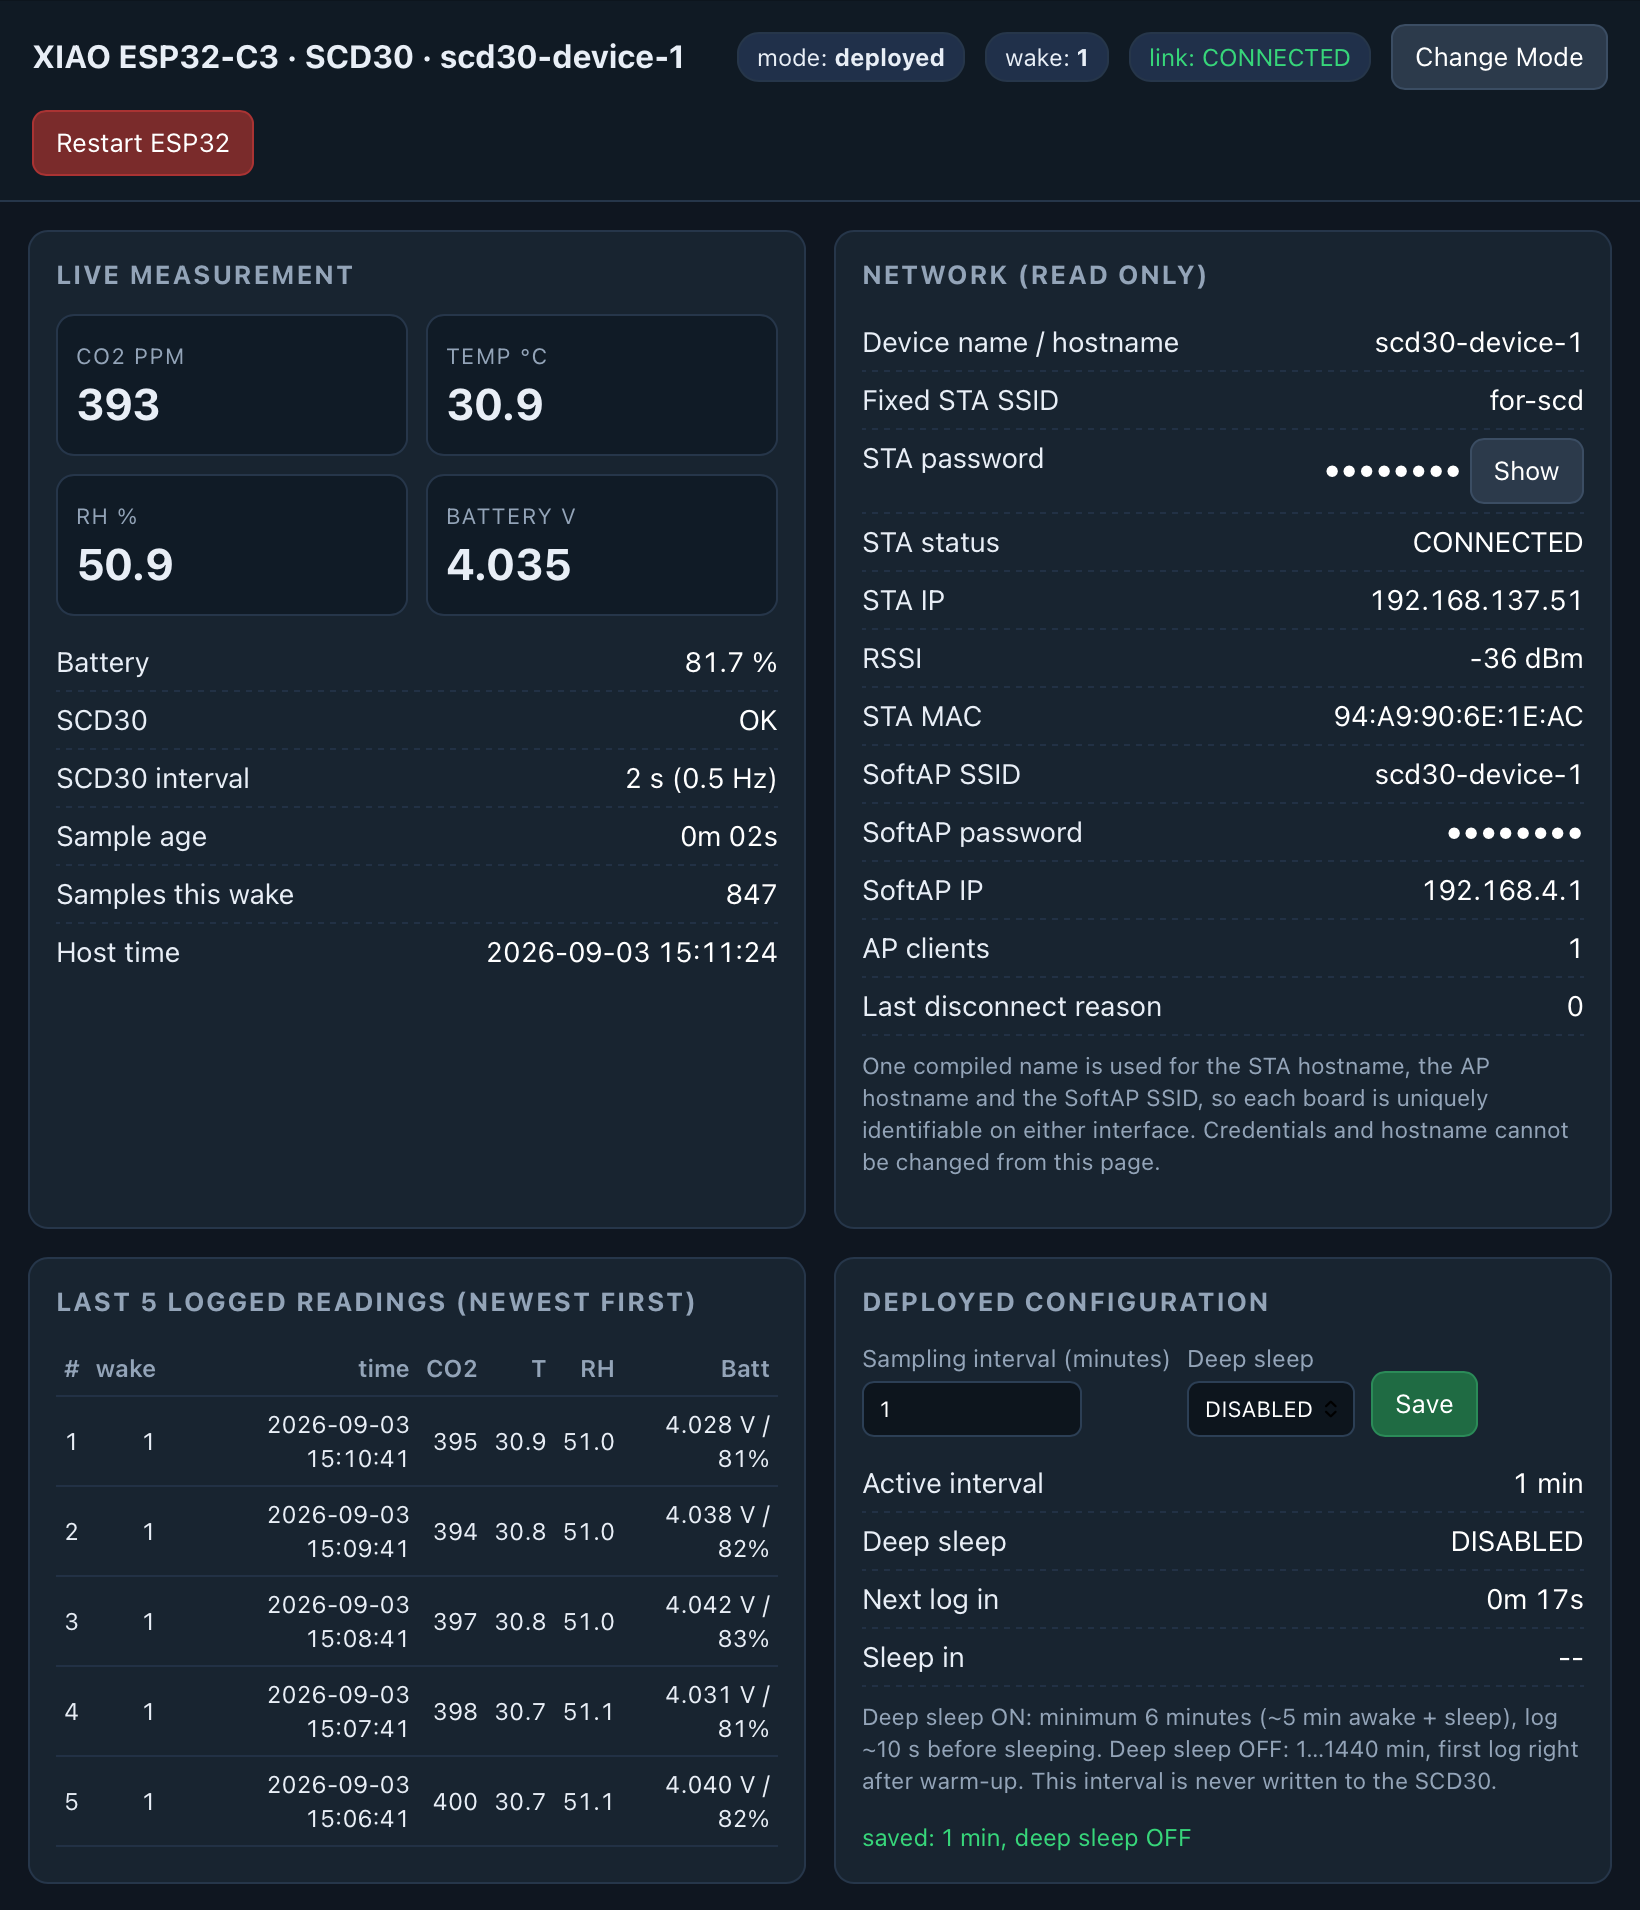 XIAO ESP32-C3 · SCD30 · scd30-device-1
mode: deployed
wake: 1
link: CONNECTED
Change Mode
Restart ESP32
LIVE MEASUREMENT
CO2 PPM
393
TEMP °C
30.9
RH %
50.9
BATTERY V
4.035
Battery 81.7 %
SCD30 OK
SCD30 interval 2 s (0.5 Hz)
Sample age 0m 02s
Samples this wake 847
Host time 2026-09-03 15:11:24
NETWORK (READ ONLY)
Device name / hostname scd30-device-1
Fixed STA SSID for-scd
STA password •••••••• Show
STA status CONNECTED
STA IP 192.168.137.51
RSSI -36 dBm
STA MAC 94:A9:90:6E:1E:AC
SoftAP SSID scd30-device-1
SoftAP password ••••••••
SoftAP IP 192.168.4.1
AP clients 1
Last disconnect reason 0
One compiled name is used for the STA hostname, the AP
hostname and the SoftAP SSID, so each board is uniquely
identifiable on either interface. Credentials and hostname cannot
be changed from this page.
LAST 5 LOGGED READINGS (NEWEST FIRST)
# wake time CO2 T RH Batt
1 1 2026-09-03 15:10:41 395 30.9 51.0 4.028 V / 81%
2 1 2026-09-03 15:09:41 394 30.8 51.0 4.038 V / 82%
3 1 2026-09-03 15:08:41 397 30.8 51.0 4.042 V / 83%
4 1 2026-09-03 15:07:41 398 30.7 51.1 4.031 V / 81%
5 1 2026-09-03 15:06:41 400 30.7 51.1 4.040 V / 82%
DEPLOYED CONFIGURATION
Sampling interval (minutes) Deep sleep
1 DISABLED Save
Active interval 1 min
Deep sleep DISABLED
Next log in 0m 17s
Sleep in --
Deep sleep ON: minimum 6 minutes (~5 min awake + sleep), log
~10 s before sleeping. Deep sleep OFF: 1…1440 min, first log right
after warm-up. This interval is never written to the SCD30.
saved: 1 min, deep sleep OFF